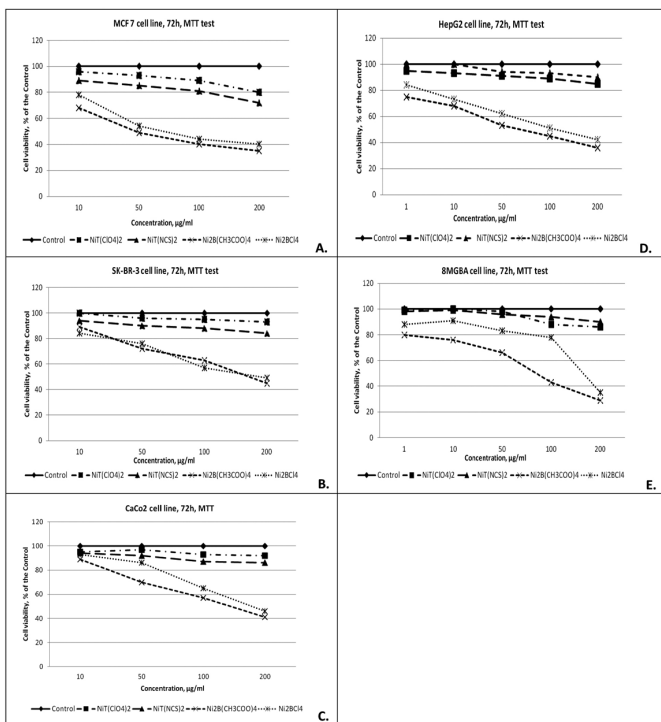 MCF 7 cell line, 72h, MTT test
Cell viability, % of the Control
120
100
80
60
40
20
0
10 50 100 200
Concentration, µg/ml
Control NiT(ClO4)2 NiT(NCS)2 Ni2B(CH3COO)4 Ni2BCl4
A.
HepG2 cell line, 72h, MTT test
Cell viability, % of the Control
120
100
80
60
40
20
0
1 10 50 100 200
Concentration, µg/ml
Control NiT(ClO4)2 NiT(NCS)2 Ni2B(CH3COO)4 Ni2BCl4
D.
SK-BR-3 cell line, 72h, MTT test
Cell viability, % of the Control
120
100
80
60
40
20
0
10 50 100 200
Concentration, µg/ml
Control NiT(ClO4)2 NiT(NCS)2 Ni2B(CH3COO)4 Ni2BCl4
B.
8MGBA cell line, 72h, MTT test
Cell viability, % of the Control
120
100
80
60
40
20
0
1 10 50 100 200
Concentration, µg/ml
Control NiT(ClO4)2 NiT(NCS)2 Ni2B(CH3COO)4 Ni2BCl4
E.
CaCo2 cell line, 72h, MTT
Cell viability, % of the Control
120
100
80
60
40
20
0
10 50 100 200
Concentration, µg/ml
Control NiT(ClO4)2 NiT(NCS)2 Ni2B(CH3COO)4 Ni2BCl4
C.